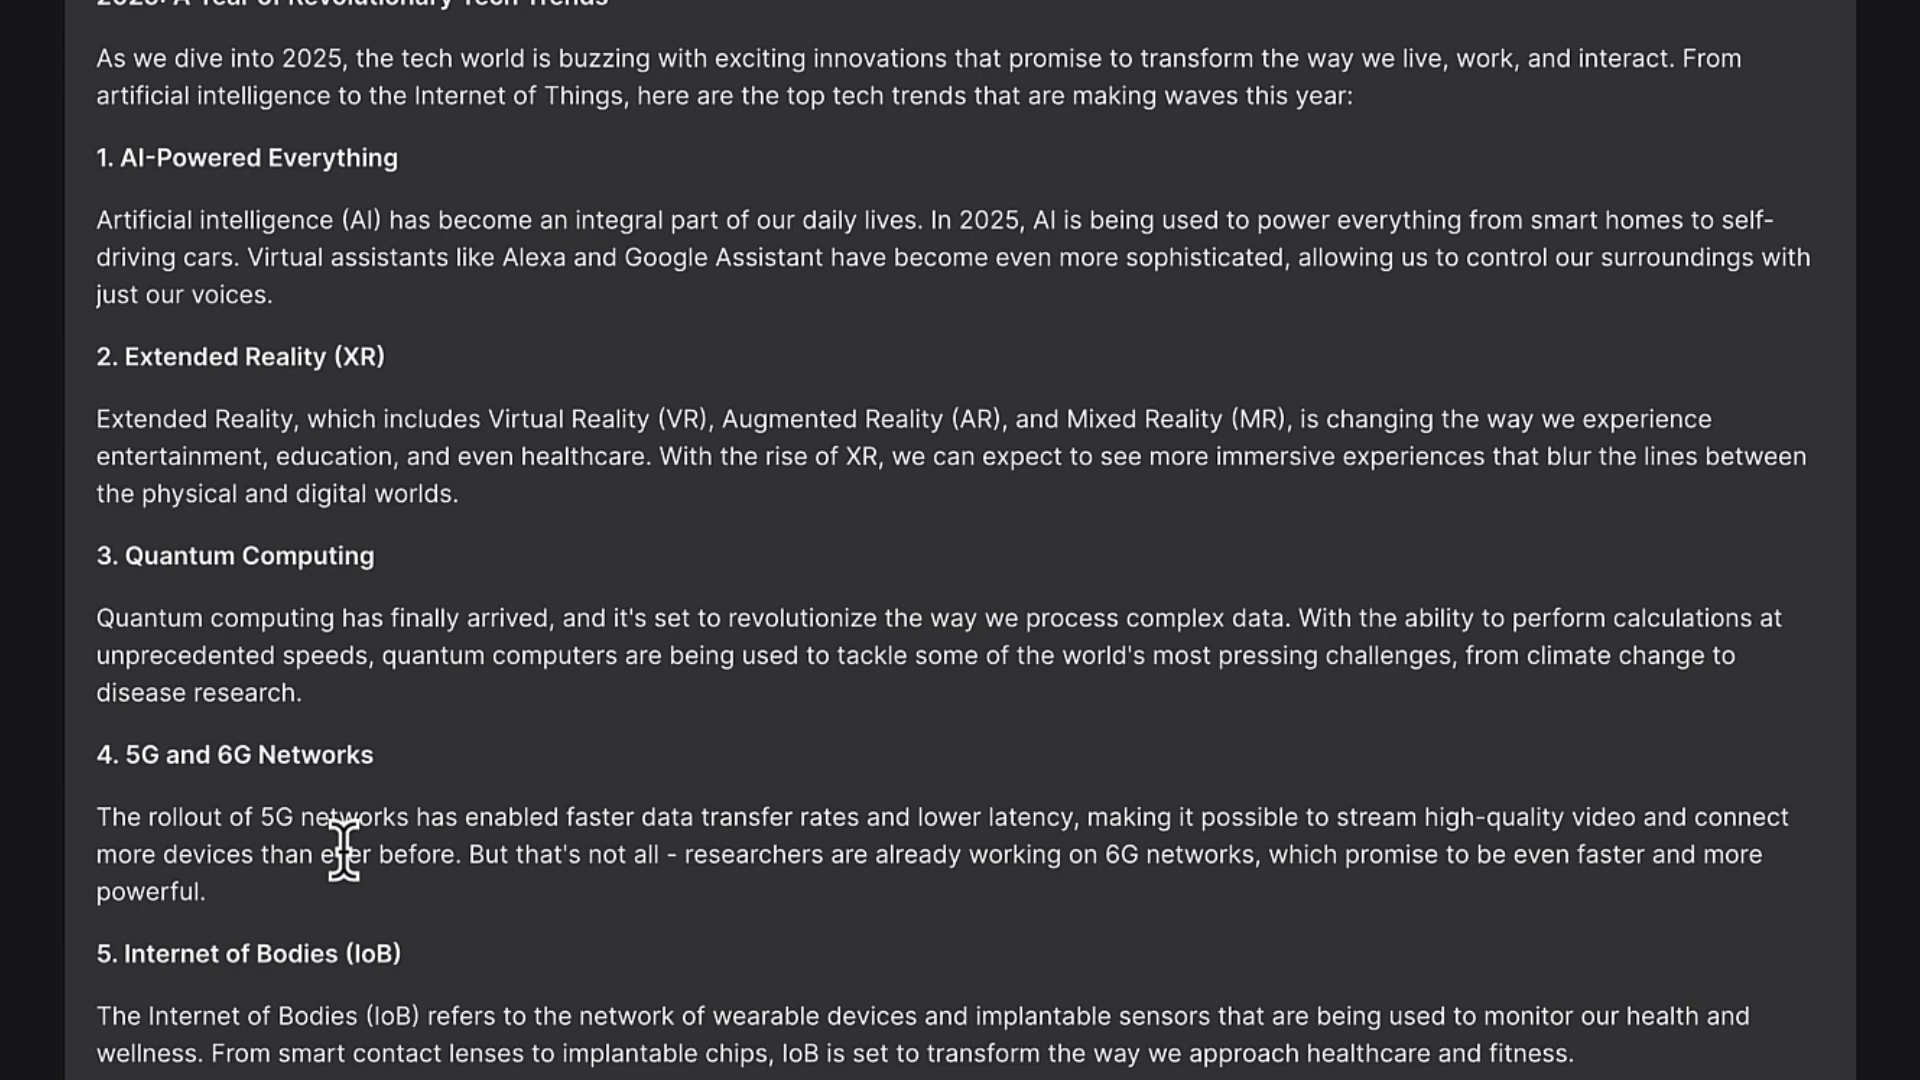 2025: A Year of Revolutionary Tech Trends
As we dive into 2025, the tech world is buzzing with exciting innovations that promise to transform the way we live, work, and interact. From
artificial intelligence to the Internet of Things, here are the top tech trends that are making waves this year:
1. AI-Powered Everything
Artificial intelligence (AI) has become an integral part of our daily lives. In 2025, AI is being used to power everything from smart homes to self-
driving cars. Virtual assistants like Alexa and Google Assistant have become even more sophisticated, allowing us to control our surroundings with
just our voices.
2. Extended Reality (XR)
Extended Reality, which includes Virtual Reality (VR), Augmented Reality (AR), and Mixed Reality (MR), is changing the way we experience
entertainment, education, and even healthcare. With the rise of XR, we can expect to see more immersive experiences that blur the lines between
the physical and digital worlds.
3. Quantum Computing
Quantum computing has finally arrived, and it's set to revolutionize the way we process complex data. With the ability to perform calculations at
unprecedented speeds, quantum computers are being used to tackle some of the world's most pressing challenges, from climate change to
disease research.
4. 5G and 6G Networks
The rollout of 5G networks has enabled faster data transfer rates and lower latency, making it possible to stream high-quality video and connect
more devices than ever before. But that's not all - researchers are already working on 6G networks, which promise to be even faster and more
powerful.
5. Internet of Bodies (IoB)
The Internet of Bodies (IoB) refers to the network of wearable devices and implantable sensors that are being used to monitor our health and
wellness. From smart contact lenses to implantable chips, IoB is set to transform the way we approach healthcare and fitness.